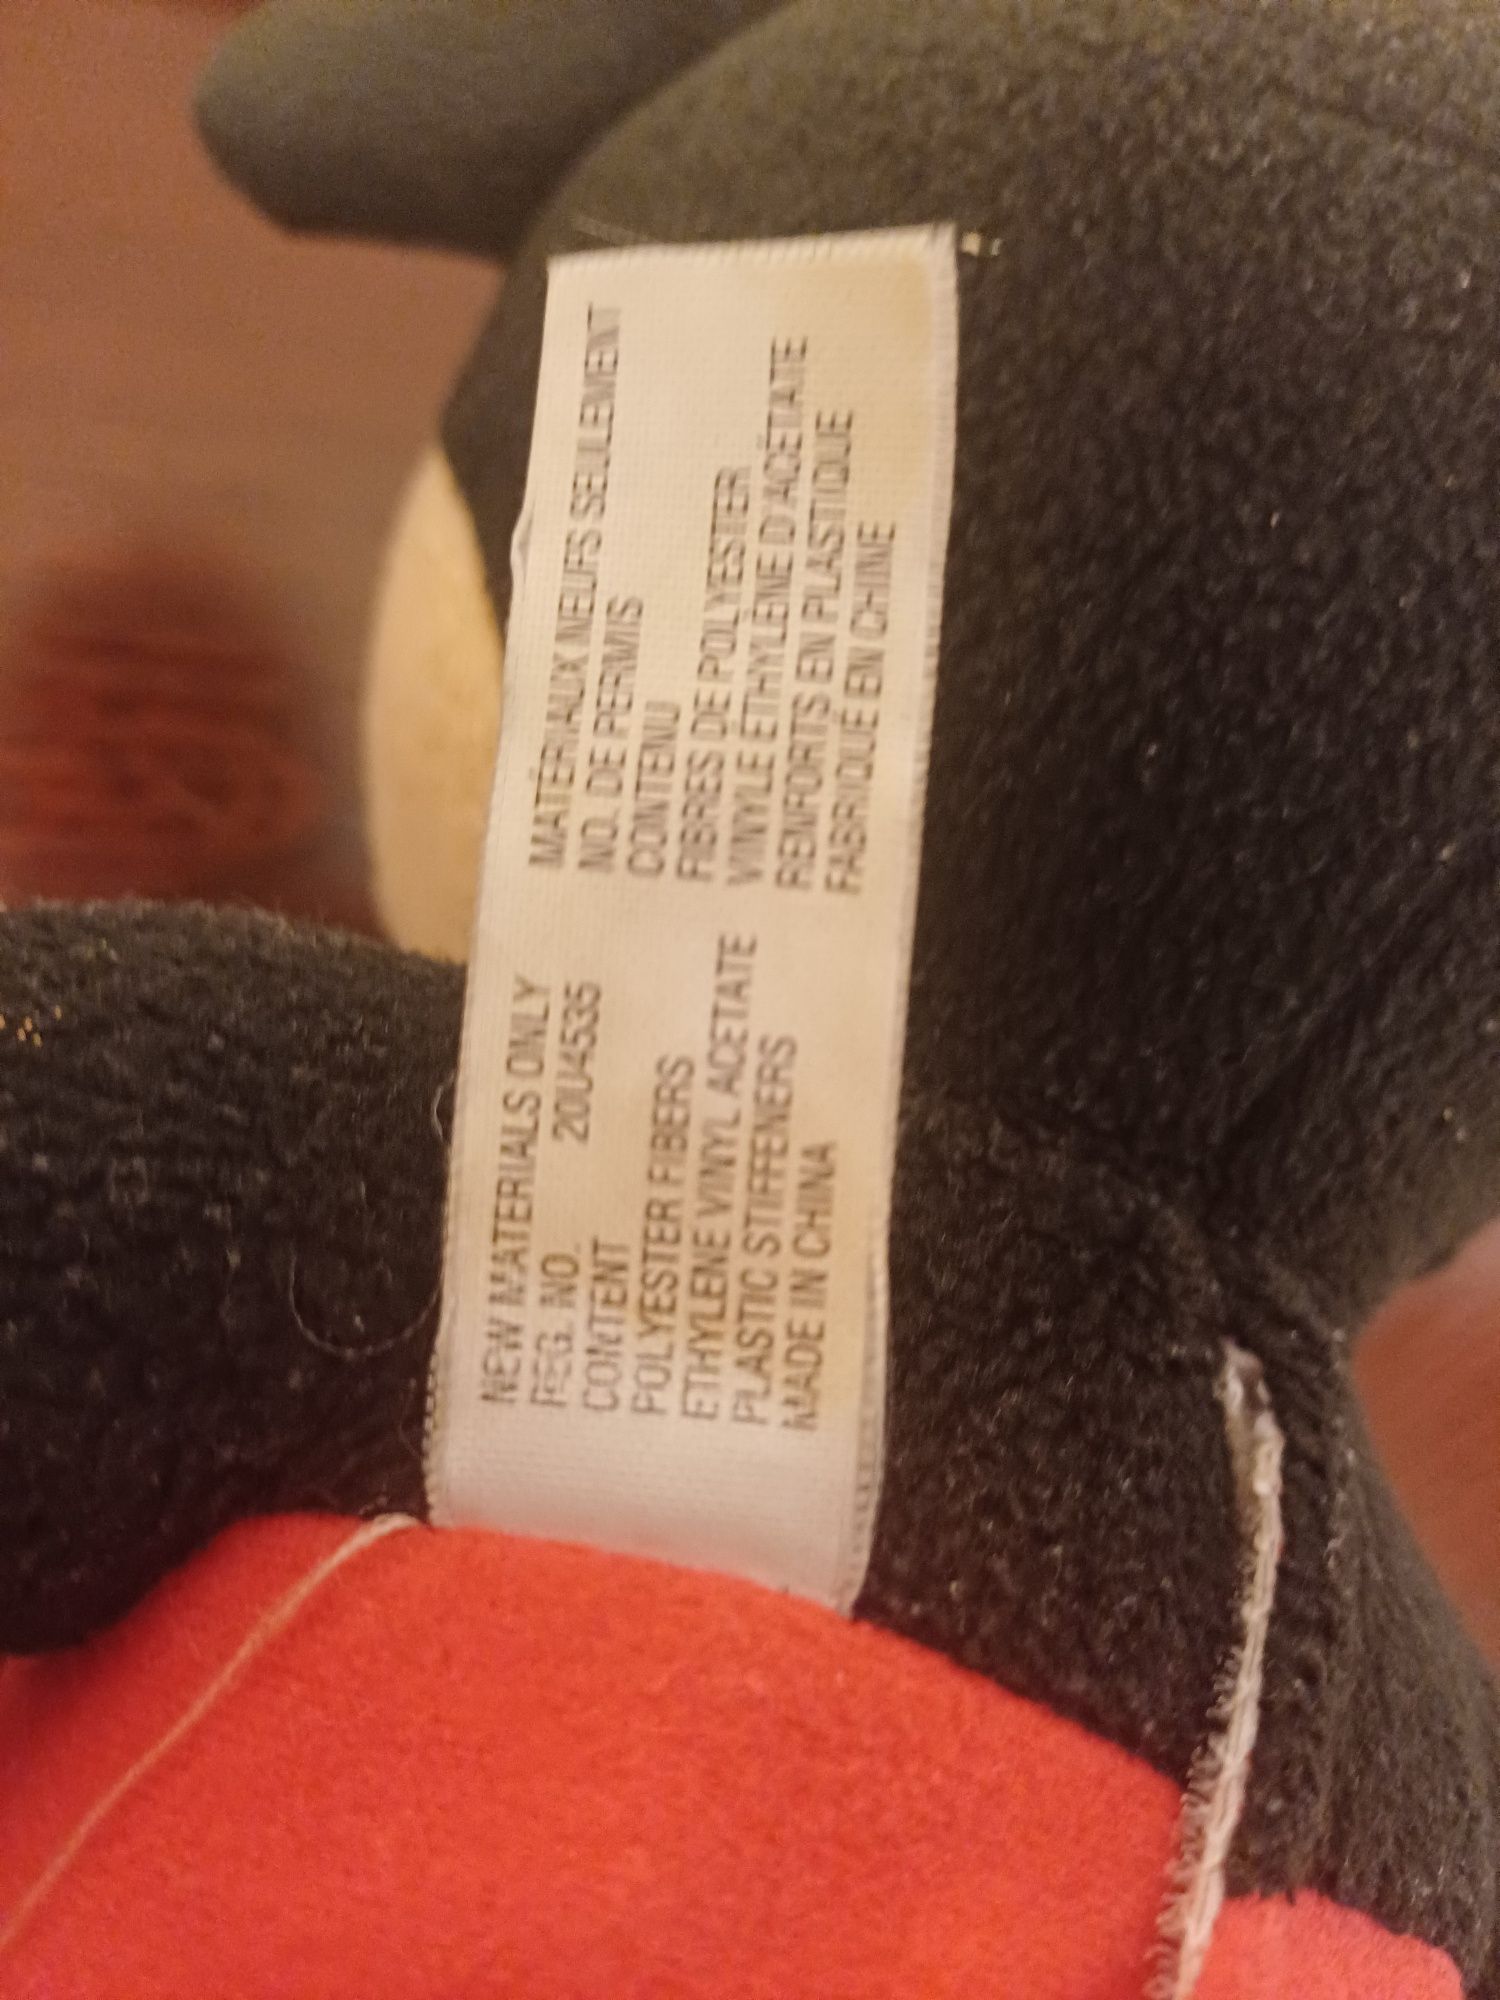 NEW MATERIALS ONLY
REG. NO. 20U4535
CONTENT
POLYESTER FIBERS
ETHYLENE VINYL ACETATE
PLASTIC STIFFENERS
MADE IN CHINA
MATÉRIAUX NEUFS SEULEMENT
NO. DE PERMIS
CONTENU
FIBRES DE POLYESTER
VINYLE ÉTHYLÈNE D'ACÉTATE
RENFORTS EN PLASTIQUE
FABRIQUÉ EN CHINE